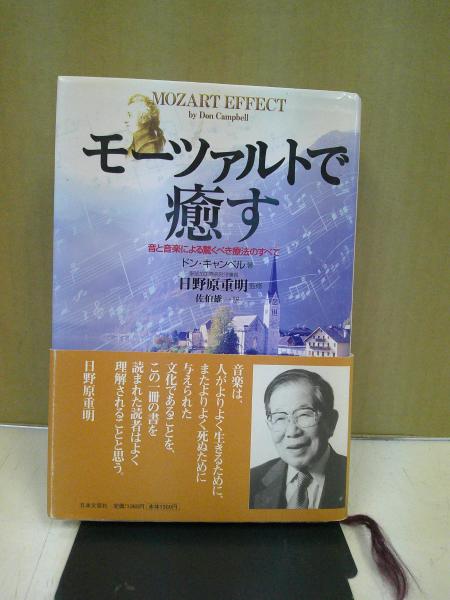 MOZART EFFECT
by Don Campbell
モーツァルトで
癒す
音と音楽による驚くべき療法のすべて
ドン・キャンベル 著
日野原重明 監修
佐伯雄一 訳
音楽は、
人がよりよく生きるために、
またよりよく死ぬために
与えられた
文化であることを、
この一冊の書を
読まれた読者はよく
理解されることと思う。
日野原重明
日本文芸社